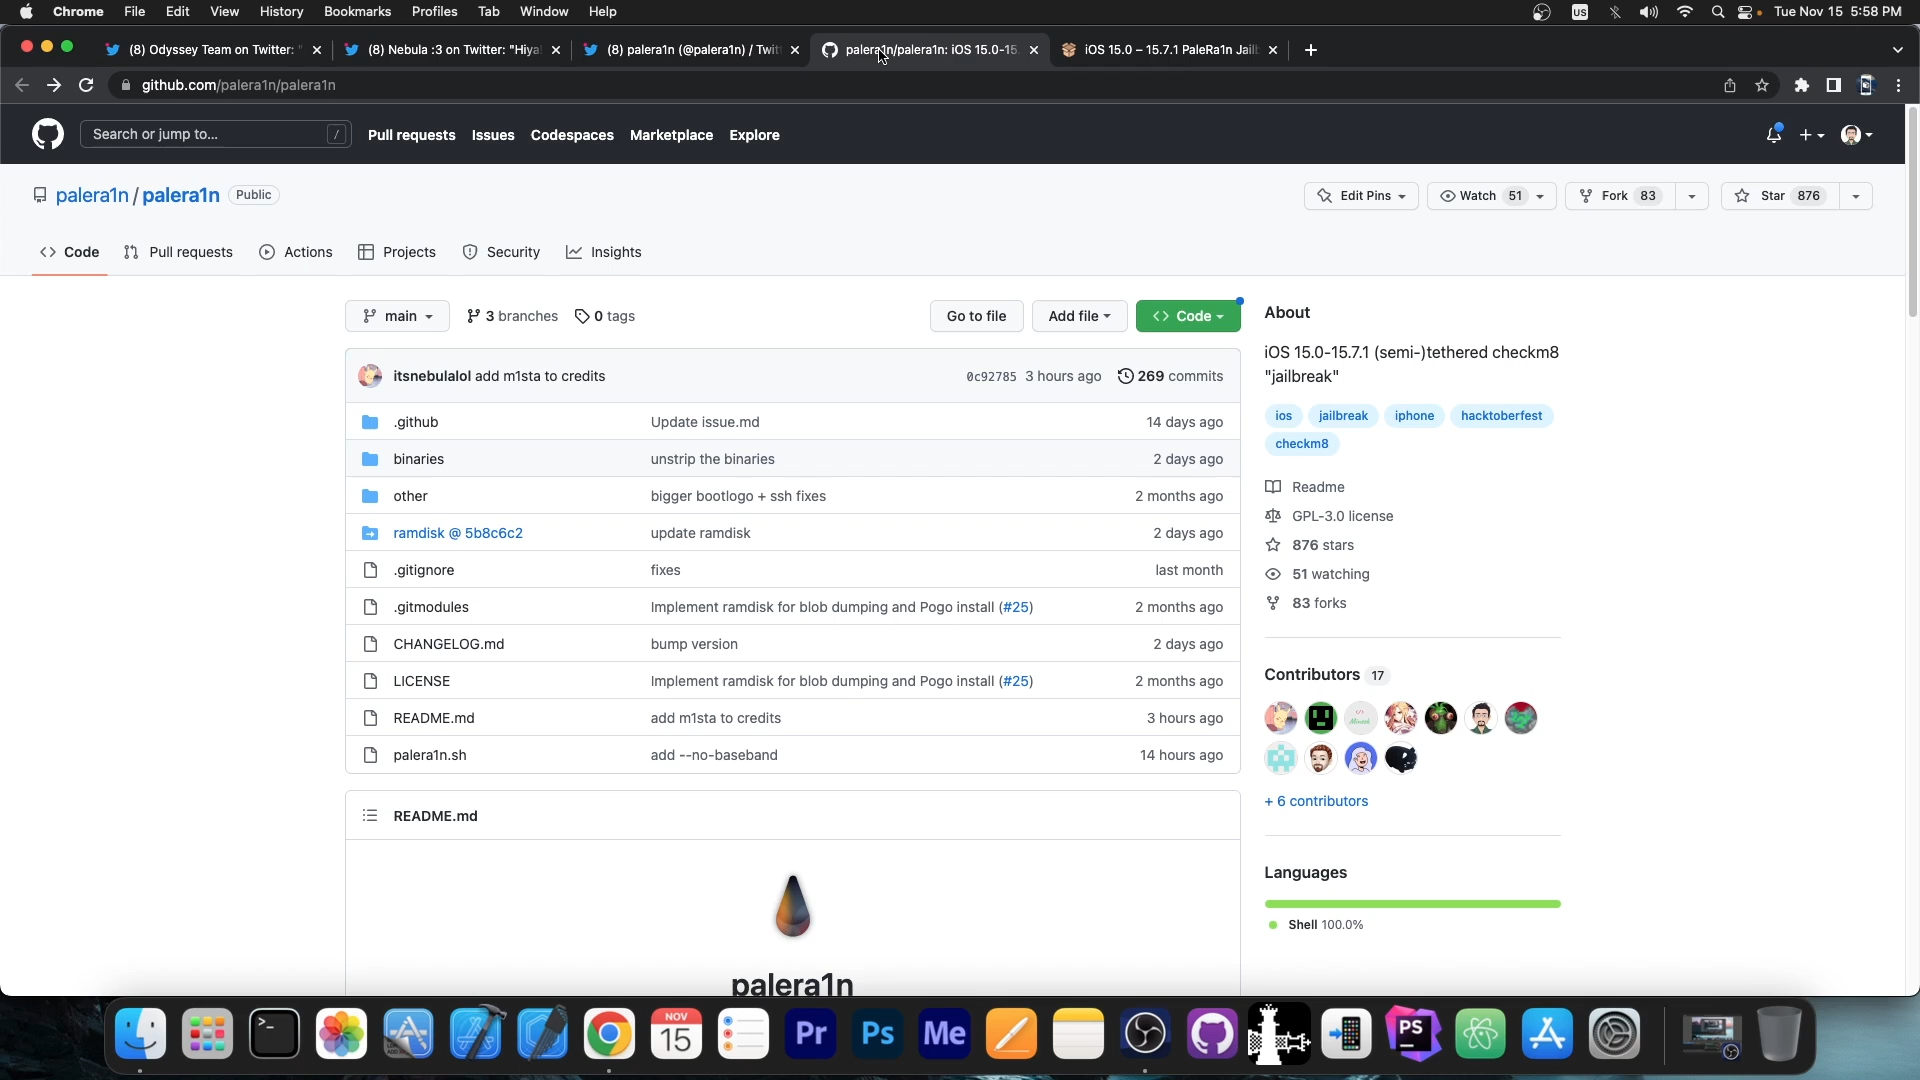 Chrome File Edit View History Bookmarks Profiles Tab Window Help US Tue Nov 15 5:58 PM
(8) Odyssey Team on Twitter: " (8) Nebula :3 on Twitter: "Hiya (8) palera1n (@palera1n) / Twit palera1n/palera1n: iOS 15.0-15. iOS 15.0 – 15.7.1 PaleRa1n Jail
github.com/palera1n/palera1n
Search or jump to... / Pull requests Issues Codespaces Marketplace Explore
palera1n / palera1n Public Edit Pins Watch 51 Fork 83 Star 876
Code Pull requests Actions Projects Security Insights
main 3 branches 0 tags Go to file Add file Code
itsnebulalol add m1sta to credits 0c92785 3 hours ago 269 commits
.github Update issue.md 14 days ago
binaries unstrip the binaries 2 days ago
other bigger bootlogo + ssh fixes 2 months ago
ramdisk @ 5b8c6c2 update ramdisk 2 days ago
.gitignore fixes last month
.gitmodules Implement ramdisk for blob dumping and Pogo install (#25) 2 months ago
CHANGELOG.md bump version 2 days ago
LICENSE Implement ramdisk for blob dumping and Pogo install (#25) 2 months ago
README.md add m1sta to credits 3 hours ago
palera1n.sh add --no-baseband 14 hours ago
README.md
palera1n
About
iOS 15.0-15.7.1 (semi-)tethered checkm8
"jailbreak"
ios jailbreak iphone hacktoberfest
checkm8
Readme
GPL-3.0 license
876 stars
51 watching
83 forks
Contributors 17
+ 6 contributors
Languages
Shell 100.0%
NOV
15
Pr Ps Me PS